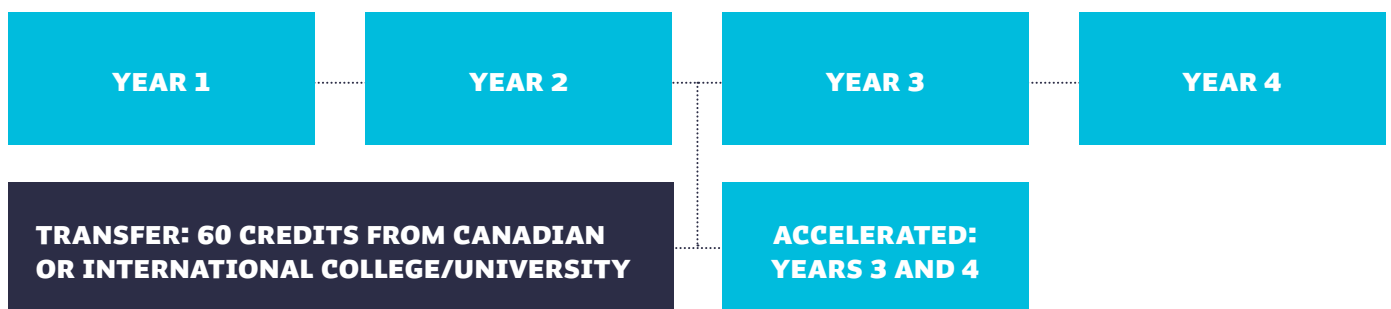 YEAR 1
YEAR 2
YEAR 3
YEAR 4
TRANSFER: 60 CREDITS FROM CANADIAN
OR INTERNATIONAL COLLEGE/UNIVERSITY
ACCELERATED:
YEARS 3 AND 4